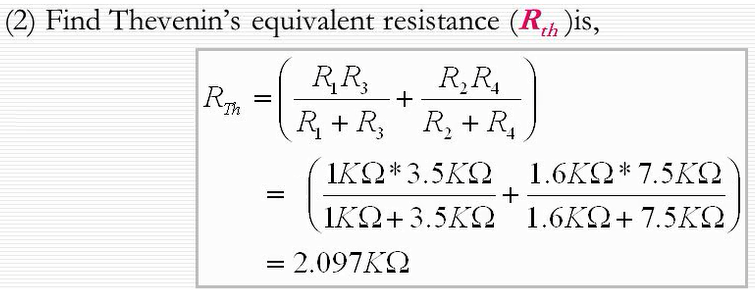 (2) Find Thevenin's equivalent resistance (Rth )is,
R_Th = ( R₁R₃ / (R₁ + R₃) + R₂R₄ / (R₂ + R₄) )
= ( 1KΩ * 3.5KΩ / (1KΩ + 3.5KΩ) + 1.6KΩ * 7.5KΩ / (1.6KΩ + 7.5KΩ) )
= 2.097KΩ